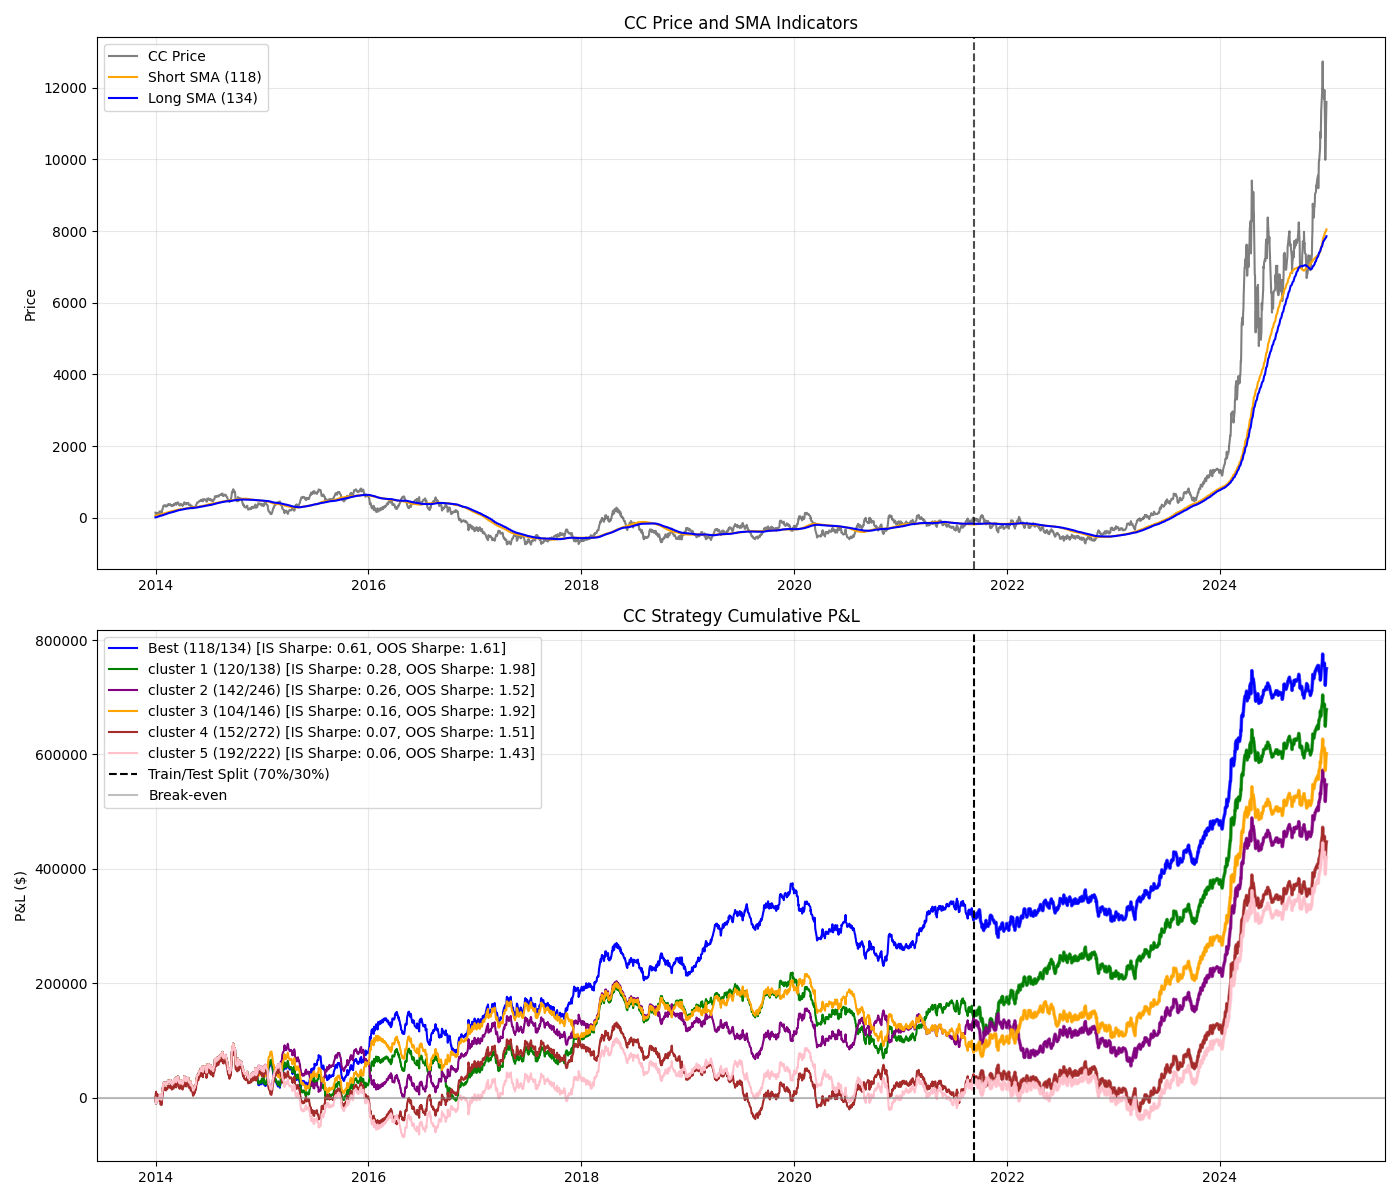 CC Price and SMA Indicators
CC Price
Short SMA (118)
Long SMA (134)
Price
12000
10000
8000
6000
4000
2000
0
2014 2016 2018 2020 2022 2024
CC Strategy Cumulative P&L
Best (118/134) [IS Sharpe: 0.61, OOS Sharpe: 1.61]
cluster 1 (120/138) [IS Sharpe: 0.28, OOS Sharpe: 1.98]
cluster 2 (142/246) [IS Sharpe: 0.26, OOS Sharpe: 1.52]
cluster 3 (104/146) [IS Sharpe: 0.16, OOS Sharpe: 1.92]
cluster 4 (152/272) [IS Sharpe: 0.07, OOS Sharpe: 1.51]
cluster 5 (192/222) [IS Sharpe: 0.06, OOS Sharpe: 1.43]
Train/Test Split (70%/30%)
Break-even
P&L ($)
800000
600000
400000
200000
0
2014 2016 2018 2020 2022 2024